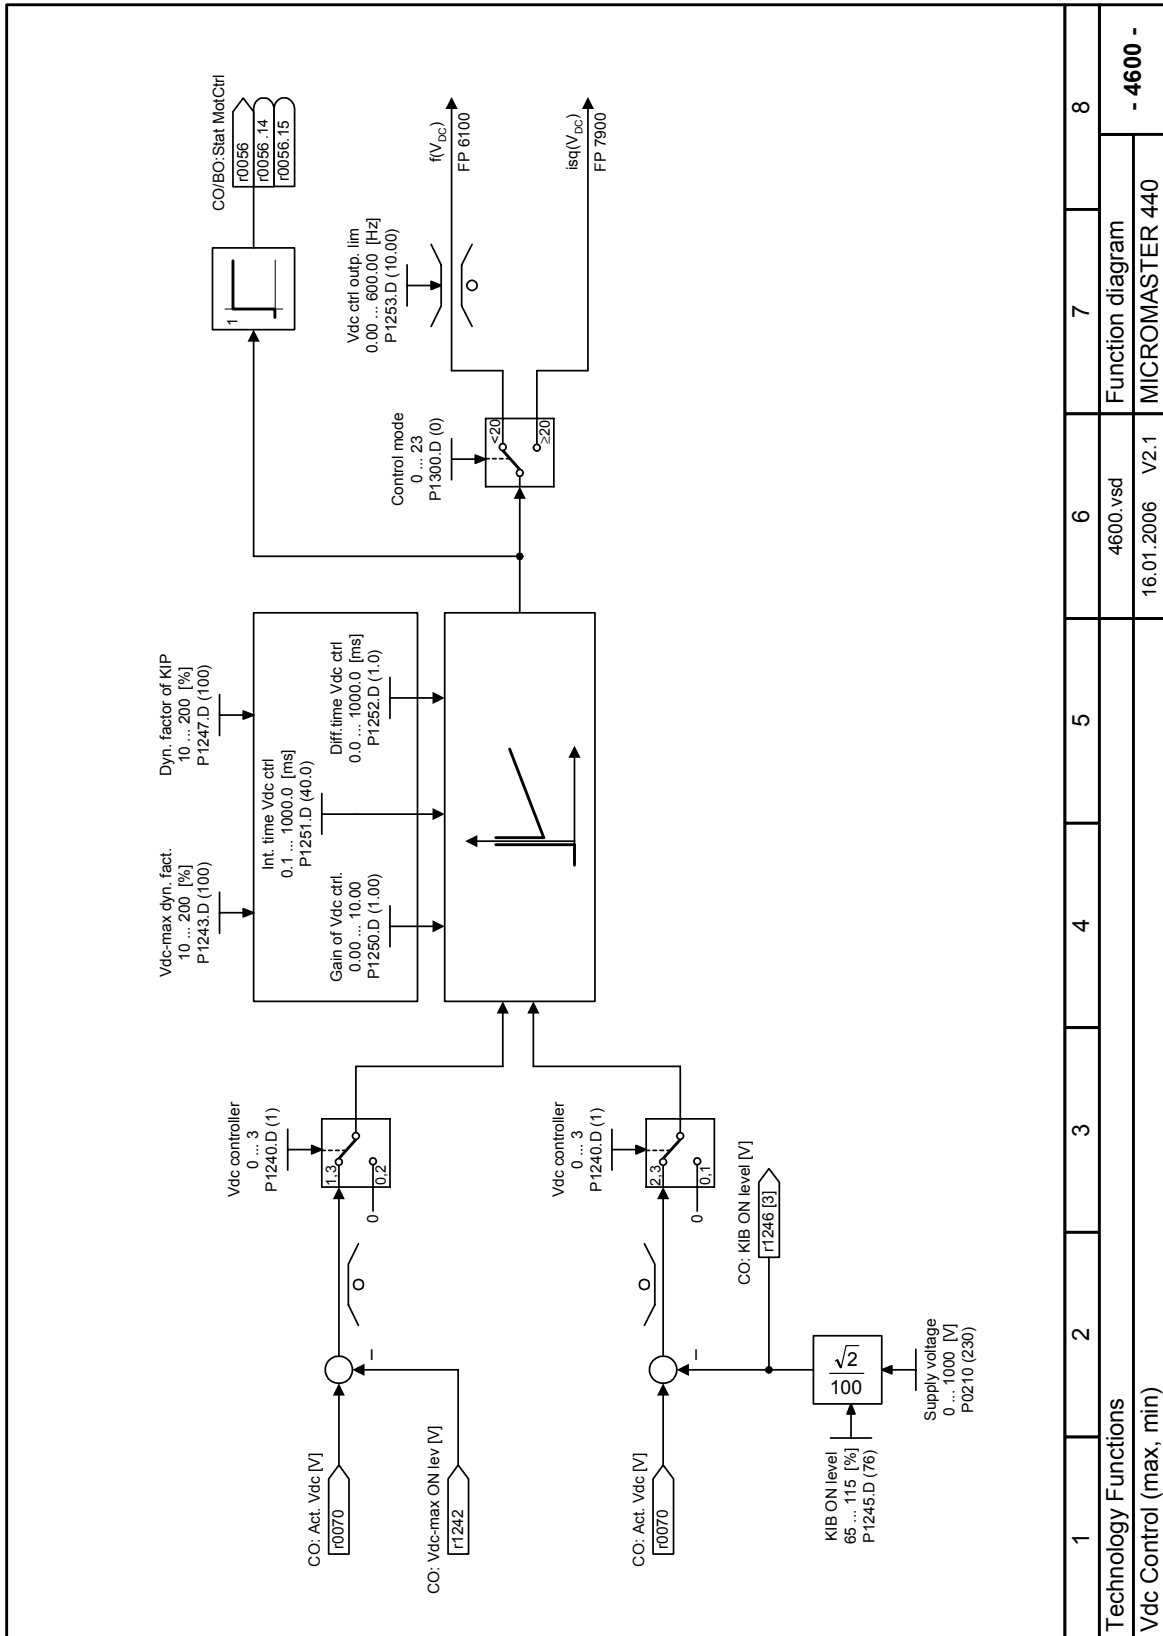 CO: Act. Vdc [V]
r0070
CO: Vdc-max ON lev [V]
r1242
–
Vdc controller
0 ... 3
P1240.D (1)
1,3
0,2
0
Vdc-max dyn. fact.
10 ... 200 [%]
P1243.D (100)
Dyn. factor of KIP
10 ... 200 [%]
P1247.D (100)
Int. time Vdc ctrl
0.1 ... 1000.0 [ms]
P1251.D (40.0)
Gain of Vdc ctrl.
0.00 ... 10.00
P1250.D (1.00)
Diff.time Vdc ctrl
0.0 ... 1000.0 [ms]
P1252.D (1.0)
1
CO/BO:Stat MotCtrl
r0056
r0056 .14
r0056.15
Control mode
0 ... 23
P1300.D (0)
<20
≥20
Vdc ctrl outp. lim
0.00 ... 600.00 [Hz]
P1253.D (10.00)
f(VDC)
FP 6100
isq(VDC)
FP 7900
CO: Act. Vdc [V]
r0070
–
Vdc controller
0 ... 3
P1240.D (1)
2,3
0,1
0
CO: KIB ON level [V]
r1246 [3]
KIB ON level
65 ... 115 [%]
P1245.D (76)
√2
100
Supply voltage
0 ... 1000 [V]
P0210 (230)
1 2 3 4 5 6 7 8
Technology Functions 4600.vsd Function diagram - 4600 -
Vdc Control (max, min) 16.01.2006 V2.1 MICROMASTER 440